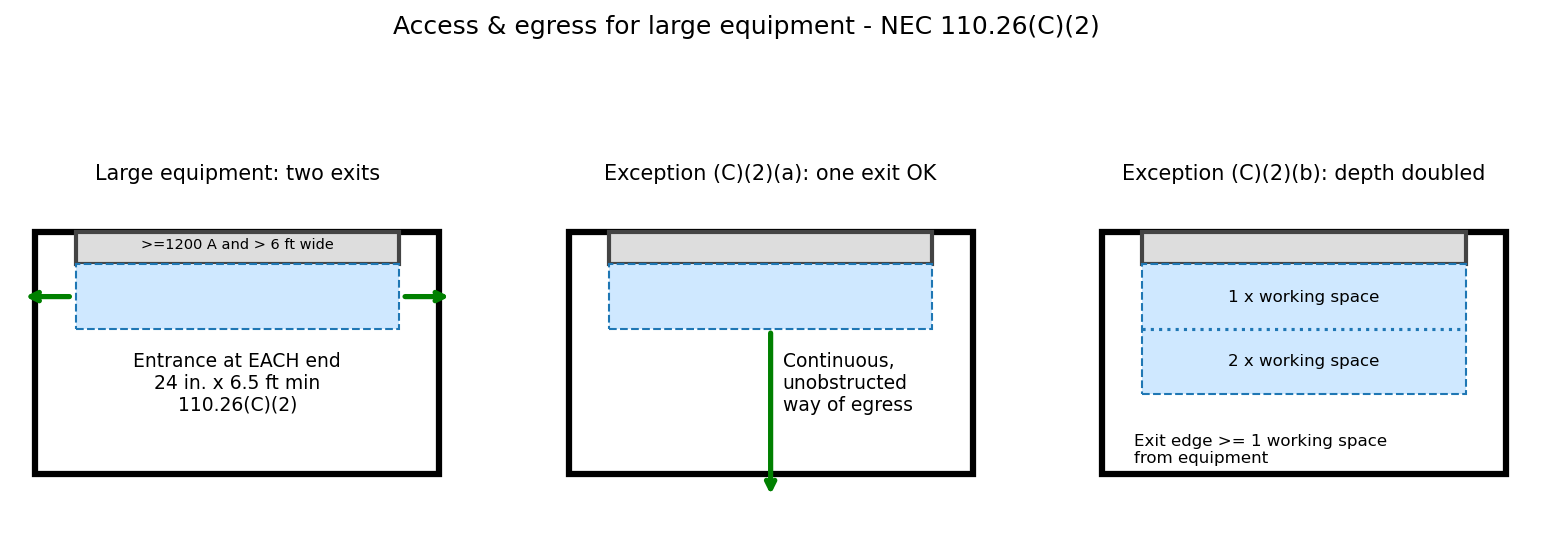 Access & egress for large equipment - NEC 110.26(C)(2)
Large equipment: two exits
>=1200 A and > 6 ft wide
Entrance at EACH end
24 in. x 6.5 ft min
110.26(C)(2)
Exception (C)(2)(a): one exit OK
Continuous,
unobstructed
way of egress
Exception (C)(2)(b): depth doubled
1 x working space
2 x working space
Exit edge >= 1 working space
from equipment